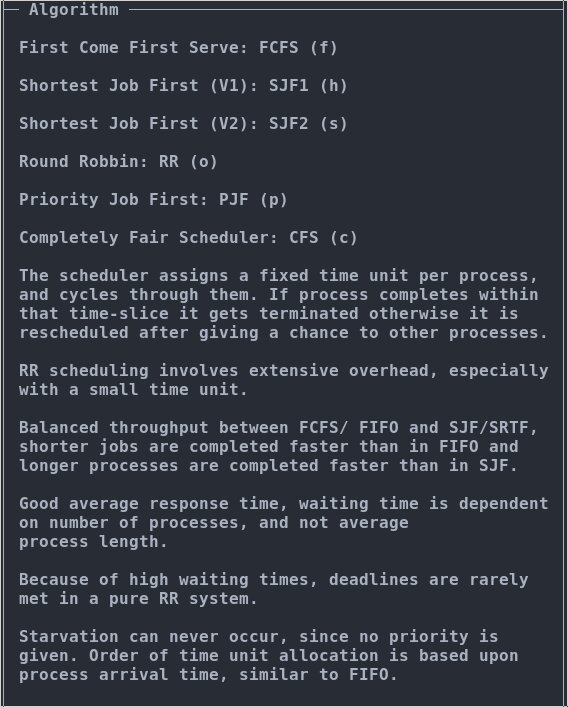 Algorithm
First Come First Serve: FCFS (f)
Shortest Job First (V1): SJF1 (h)
Shortest Job First (V2): SJF2 (s)
Round Robbin: RR (o)
Priority Job First: PJF (p)
Completely Fair Scheduler: CFS (c)
The scheduler assigns a fixed time unit per process,
and cycles through them. If process completes within
that time-slice it gets terminated otherwise it is
rescheduled after giving a chance to other processes.
RR scheduling involves extensive overhead, especially
with a small time unit.
Balanced throughput between FCFS/ FIFO and SJF/SRTF,
shorter jobs are completed faster than in FIFO and
longer processes are completed faster than in SJF.
Good average response time, waiting time is dependent
on number of processes, and not average
process length.
Because of high waiting times, deadlines are rarely
met in a pure RR system.
Starvation can never occur, since no priority is
given. Order of time unit allocation is based upon
process arrival time, similar to FIFO.